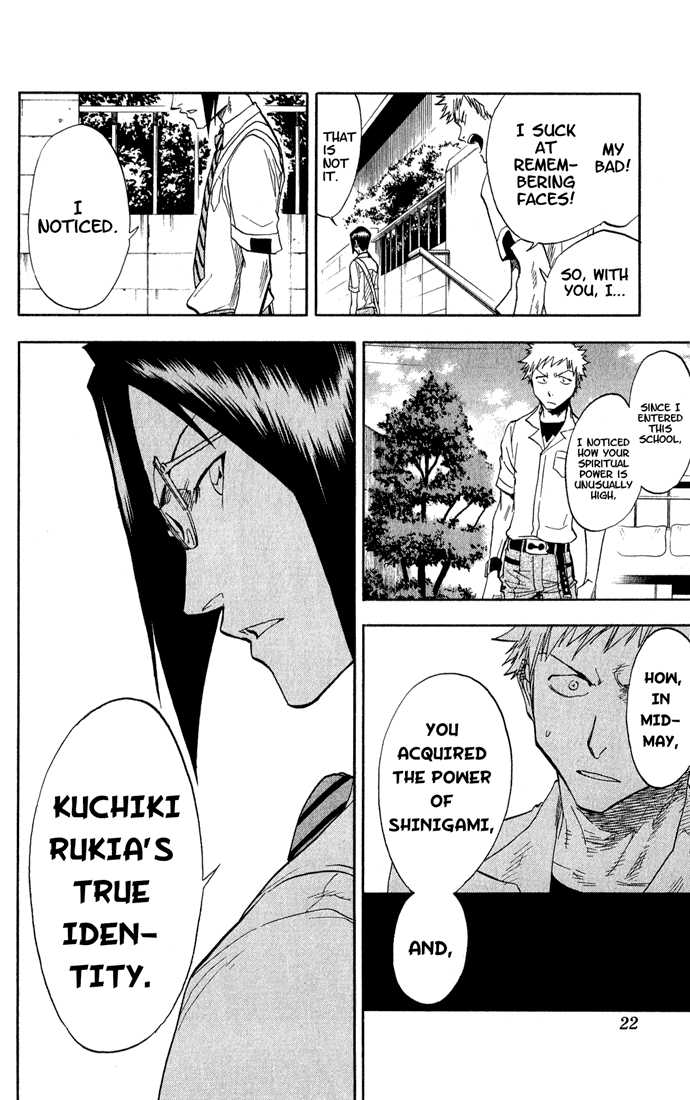 MY
BAD!
I SUCK
AT
REMEM-
BERING
FACES!
SO, WITH
YOU, I...
THAT
IS
NOT
IT.
I
NOTICED.
SINCE I
ENTERED
THIS
SCHOOL,
I NOTICED
HOW YOUR
SPIRITUAL
POWER IS
UNUSUALLY
HIGH,
HOW,
IN
MID-
MAY,
YOU
ACQUIRED
THE POWER
OF
SHINIGAMI,
AND,
KUCHIKI
RUKIA'S
TRUE
IDEN-
TITY.
22